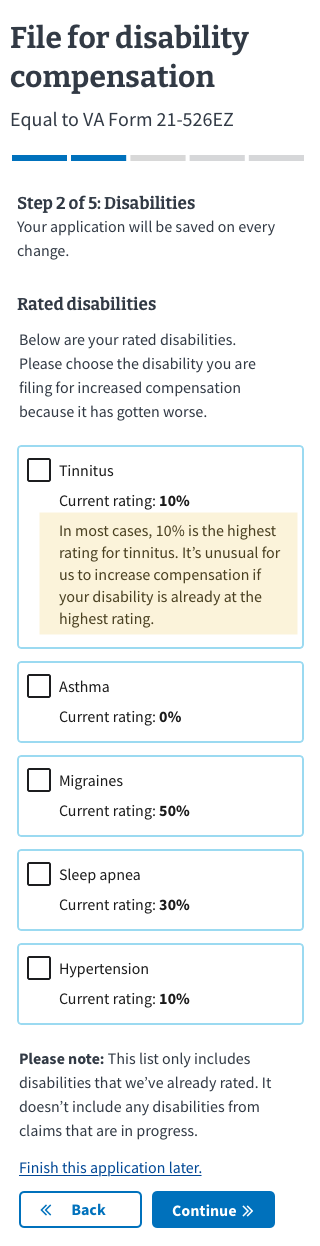 File for disability
compensation
Equal to VA Form 21-526EZ
Step 2 of 5: Disabilities
Your application will be saved on every
change.
Rated disabilities
Below are your rated disabilities.
Please choose the disability you are
filing for increased compensation
because it has gotten worse.
Tinnitus
Current rating: 10%
In most cases, 10% is the highest
rating for tinnitus. It’s unusual for
us to increase compensation if
your disability is already at the
highest rating.
Asthma
Current rating: 0%
Migraines
Current rating: 50%
Sleep apnea
Current rating: 30%
Hypertension
Current rating: 10%
Please note: This list only includes
disabilities that we’ve already rated. It
doesn’t include any disabilities from
claims that are in progress.
Finish this application later.
« Back Continue »